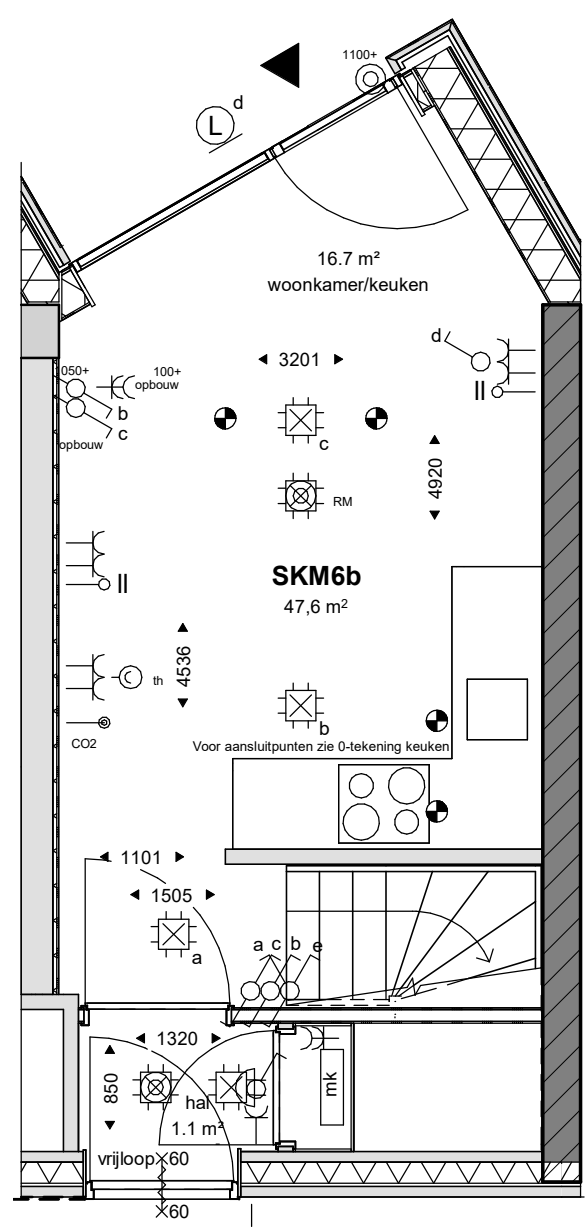 1100+
d
L
16.7 m²
woonkamer/keuken
d
3201
050+
100+
opbouw
b
c
opbouw
II
c
4920
RM
II
SKM6b
47,6 m²
4536
th
b
CO2
Voor aansluitpunten zie 0-tekening keuken
1101
1505
a
a c b e
1320
850
hal
1.1 m²
mk
vrijloop
60
60